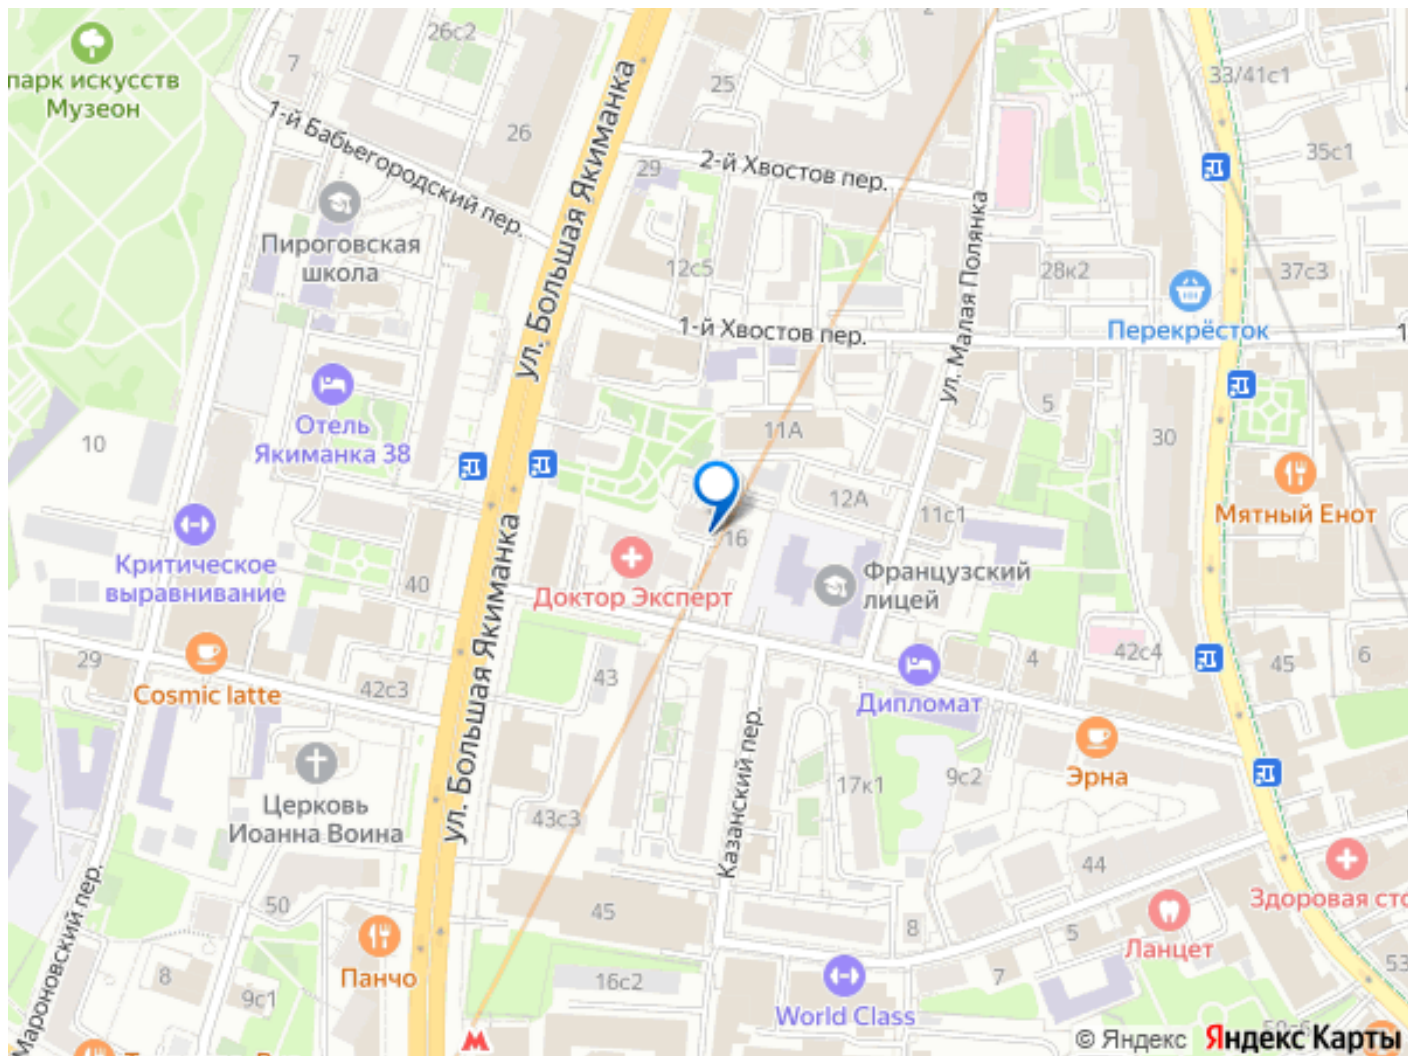 26с2
2
парк искусств
Музеон
7
25
33/41с1
1-й Бабьегородский пер.
26
ул. Большая Якиманка
29
2-й Хвостов пер.
35с1
Пироговская
школа
12с5
ул. Малая Полянка
28к2
37с3
1-й Хвостов пер.
Перекрёсток
1
Отель
Якиманка 38
10
11А
5
30
12А
11с1
Мятный Енот
16
Критическое
выравнивание
40
ул. Большая Якиманка
Доктор Эксперт
Французский
лицей
29
Cosmic latte
42с3
43
4
42с4
45
6
Дипломат
Церковь
Иоанна Воина
43с3
Казанский пер.
17к1
9с2
Эрна
44
Мароновский пер.
50
45
8
5
Здоровая сто
Ланцет
Панчо
8
9с1
16с2
7
53
World Class
© Яндекс
Яндекс Карты